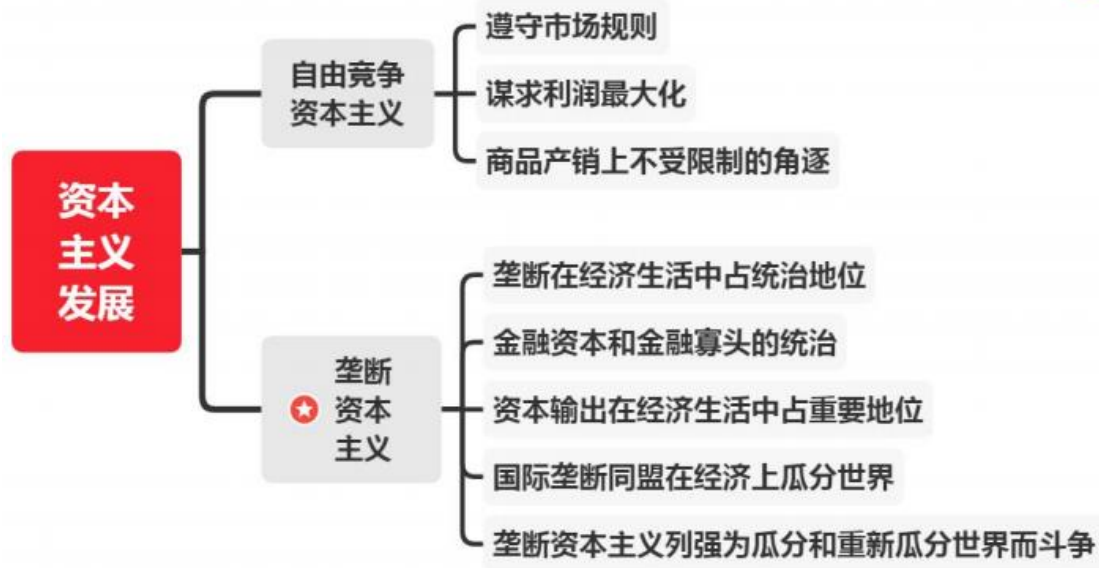 资本
主义
发展
自由竞争
资本主义
遵守市场规则
谋求利润最大化
商品产销上不受限制的角逐
垄断
资本
主义
垄断在经济生活中占统治地位
金融资本和金融寡头的统治
资本输出在经济生活中占重要地位
国际垄断同盟在经济上瓜分世界
垄断资本主义列强为瓜分和重新瓜分世界而斗争